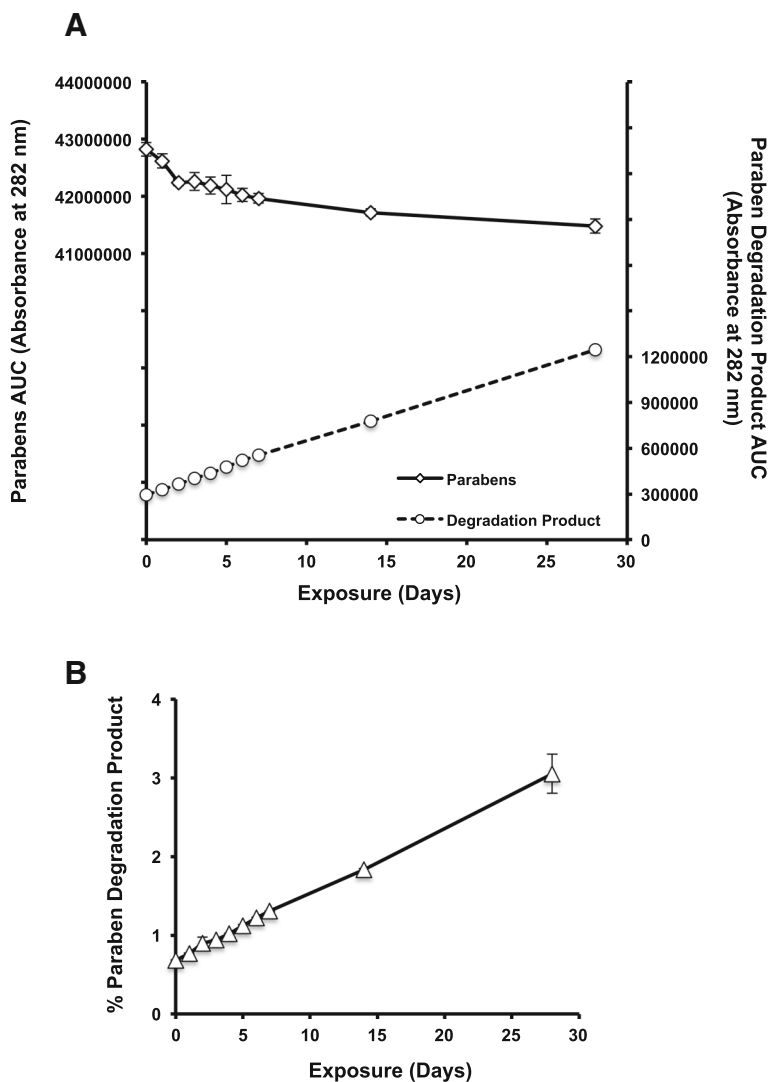 A
44000000
43000000
42000000
41000000
Parabens AUC (Absorbance at 282 nm)
Paraben Degradation Product AUC
(Absorbance at 282 nm)
1200000
900000
600000
300000
0
Parabens
Degradation Product
0 5 10 15 20 25 30
Exposure (Days)
B
% Paraben Degradation Product
4
3
2
1
0
0 5 10 15 20 25 30
Exposure (Days)